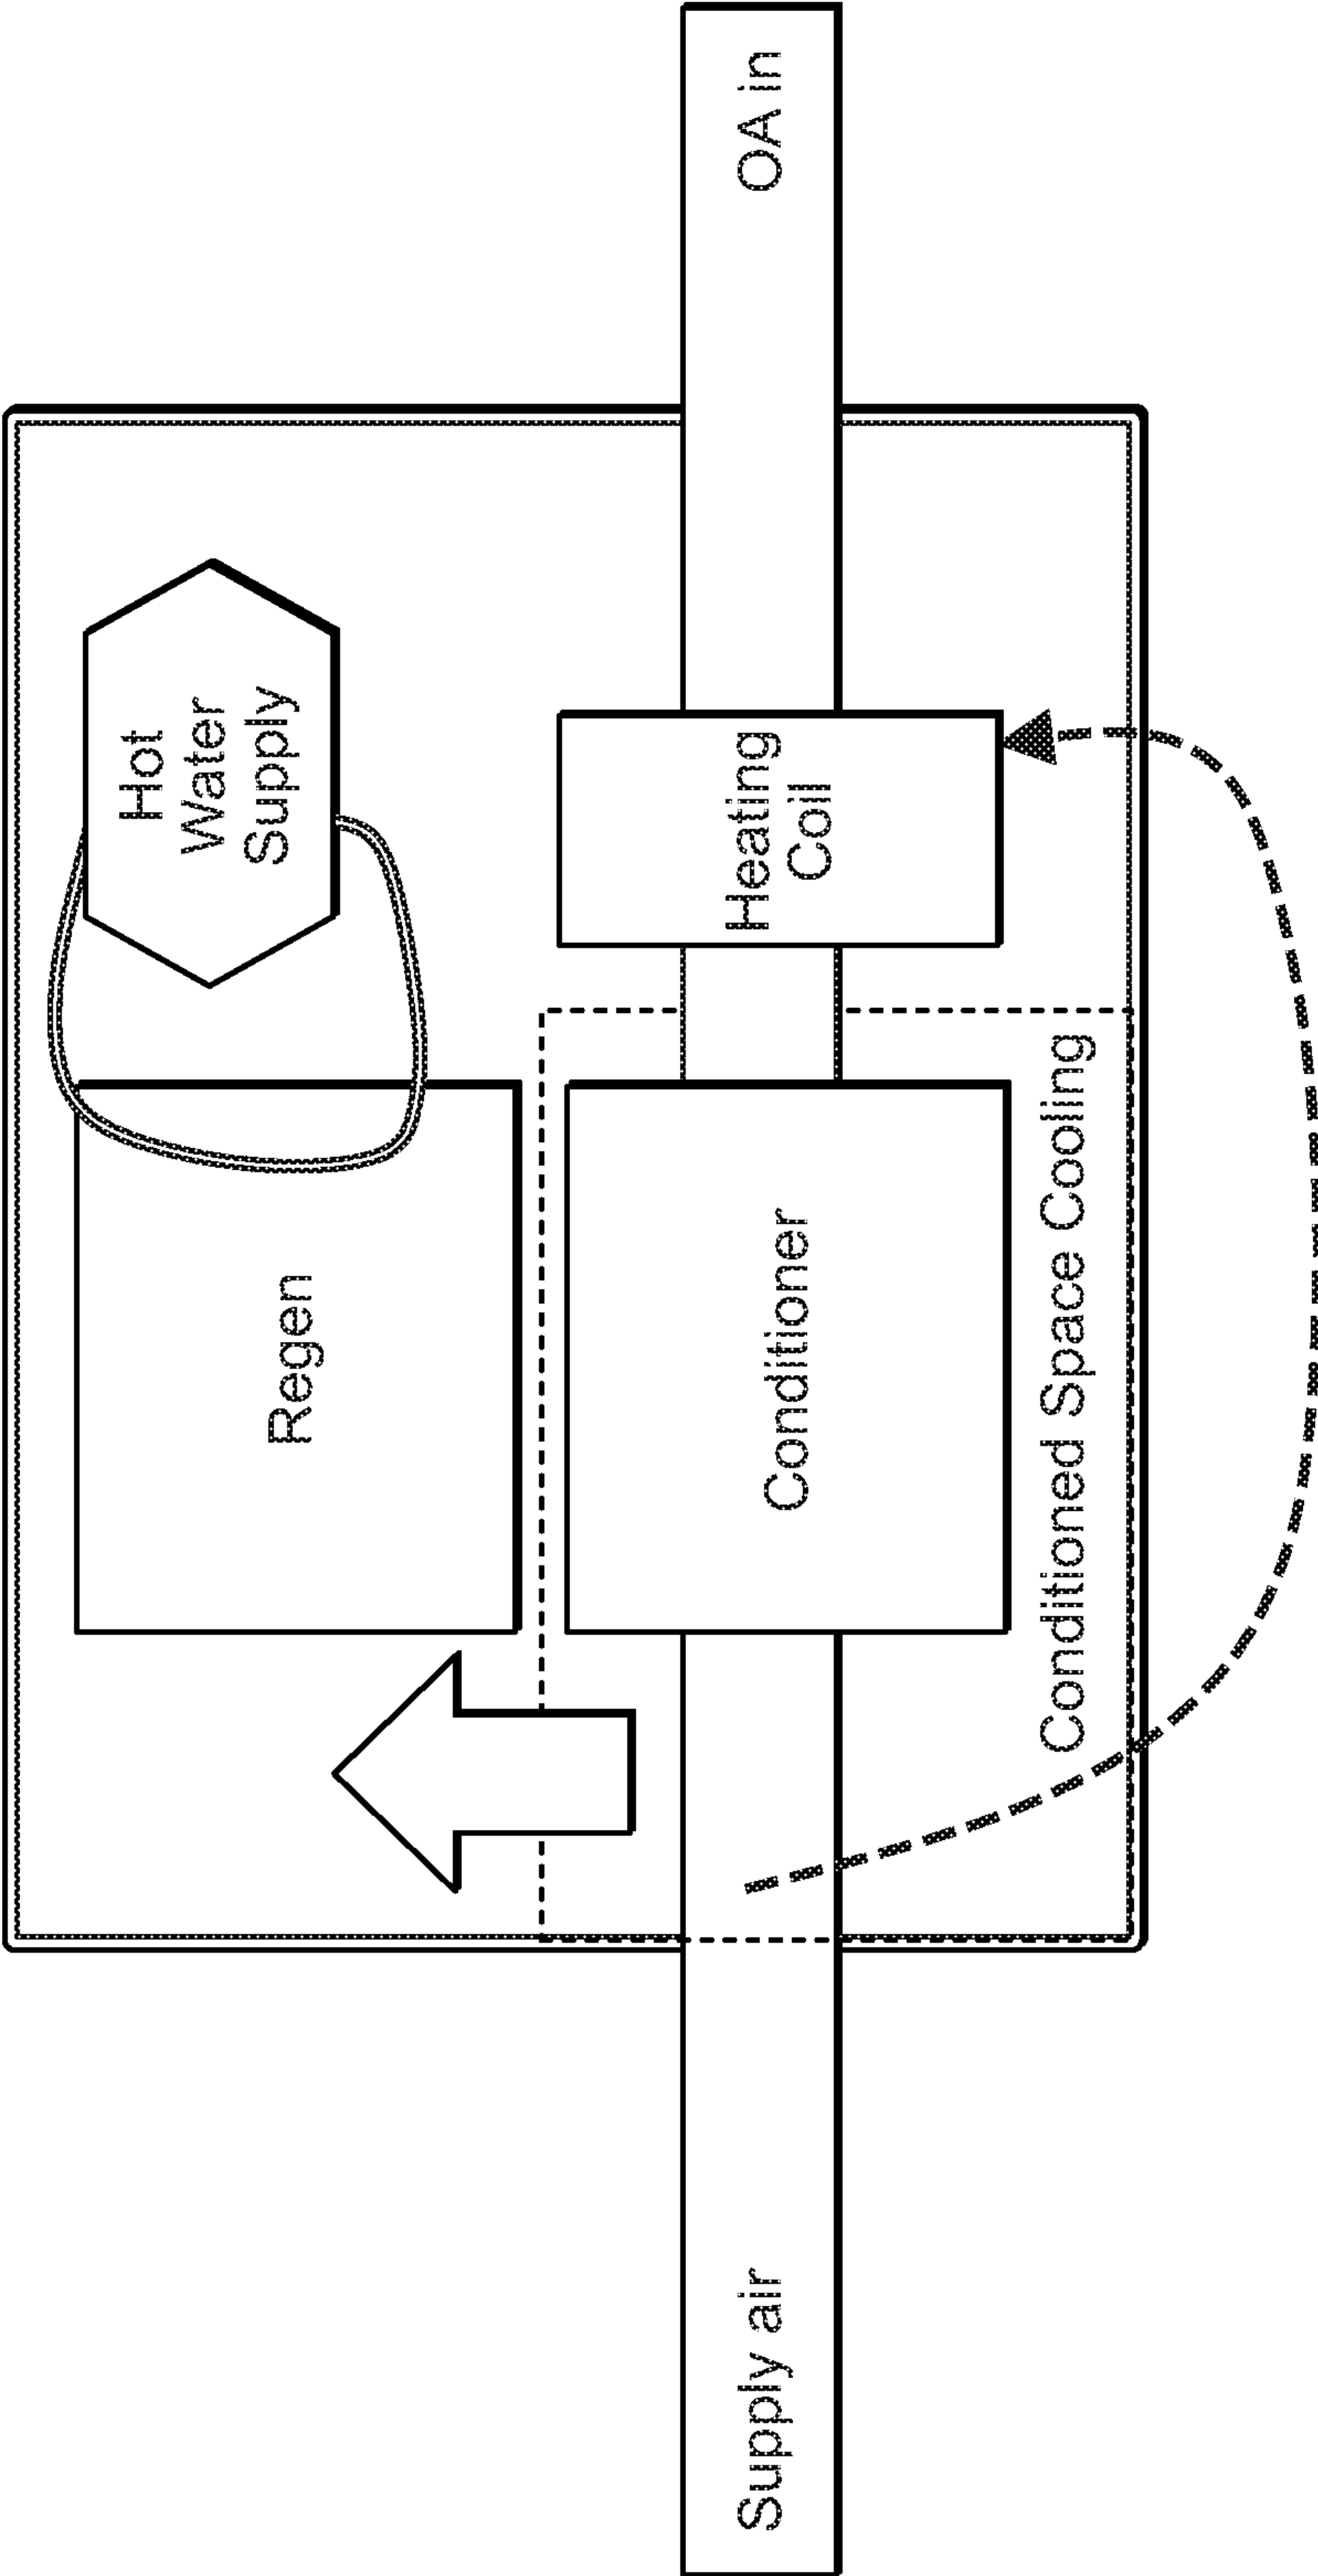 Hot
Water
Supply
Regen
Supply air
Conditioner
Heating
Coil
OA in
Conditioned Space Cooling